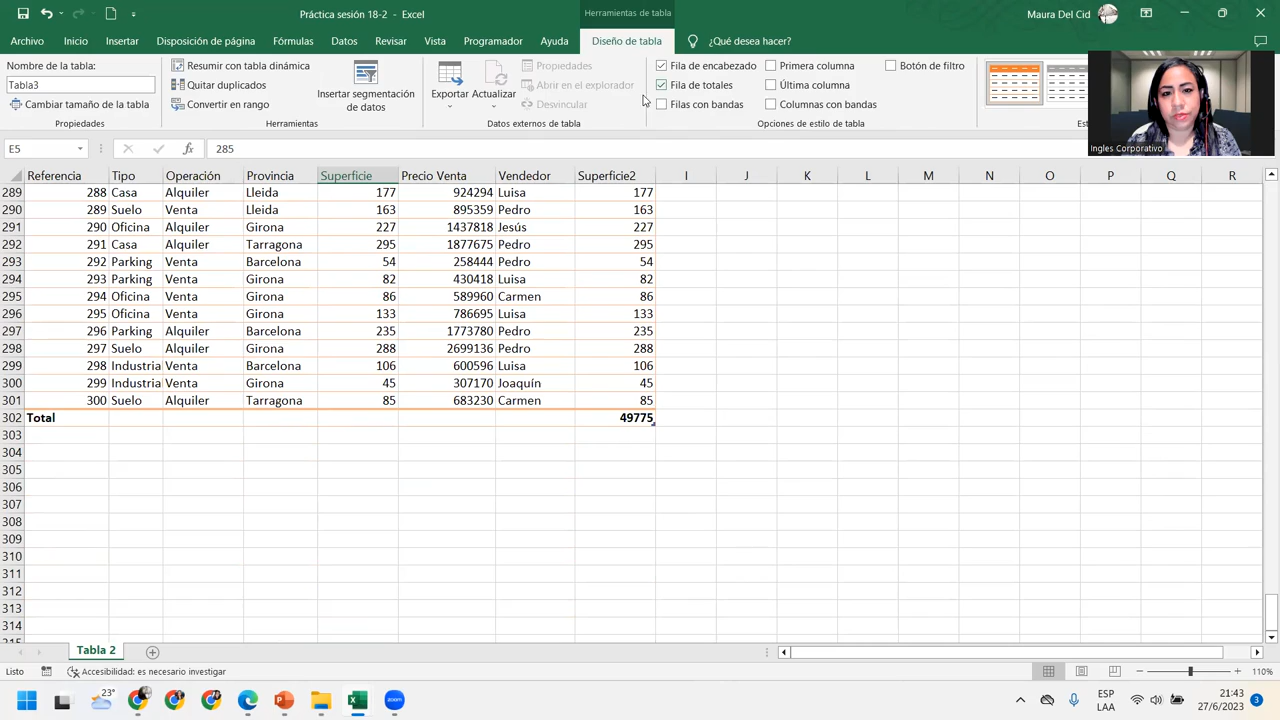 Práctica sesión 18-2 - Excel
Herramientas de tabla
Maura Del Cid
Archivo Inicio Insertar Disposición de página Fórmulas Datos Revisar Vista Programador Ayuda Diseño de tabla ¿Qué desea hacer?
Nombre de la tabla:
Tabla3
Cambiar tamaño de la tabla
Propiedades
Resumir con tabla dinámica
Quitar duplicados
Convertir en rango
Insertar segmentación
de datos
Herramientas
Exportar Actualizar
Propiedades
Abrir en el explorador
Desvincular
Datos externos de tabla
Fila de encabezado Primera columna Botón de filtro
Fila de totales Última columna
Filas con bandas Columnas con bandas
Opciones de estilo de tabla
Ingles Corporativo
E5 fx 285
Referencia Tipo Operación Provincia Superficie Precio Venta Vendedor Superficie2 I J K L M N O P Q R
289 288 Casa Alquiler Lleida 177 924294 Luisa 177
290 289 Suelo Venta Lleida 163 895359 Pedro 163
291 290 Oficina Alquiler Girona 227 1437818 Jesús 227
292 291 Casa Alquiler Tarragona 295 1877675 Pedro 295
293 292 Parking Venta Barcelona 54 258444 Pedro 54
294 293 Parking Venta Girona 82 430418 Luisa 82
295 294 Oficina Venta Girona 86 589960 Carmen 86
296 295 Oficina Venta Girona 133 786695 Luisa 133
297 296 Parking Alquiler Barcelona 235 1773780 Pedro 235
298 297 Suelo Alquiler Girona 288 2699136 Pedro 288
299 298 Industria Venta Barcelona 106 600596 Luisa 106
300 299 Industria Venta Girona 45 307170 Joaquín 45
301 300 Suelo Alquiler Tarragona 85 683230 Carmen 85
302 Total 49775
303
304
305
306
307
308
309
310
311
312
313
314
Tabla 2
Listo Accesibilidad: es necesario investigar 110%
23°
zoom
ESP
LAA
21:43
27/6/2023
3